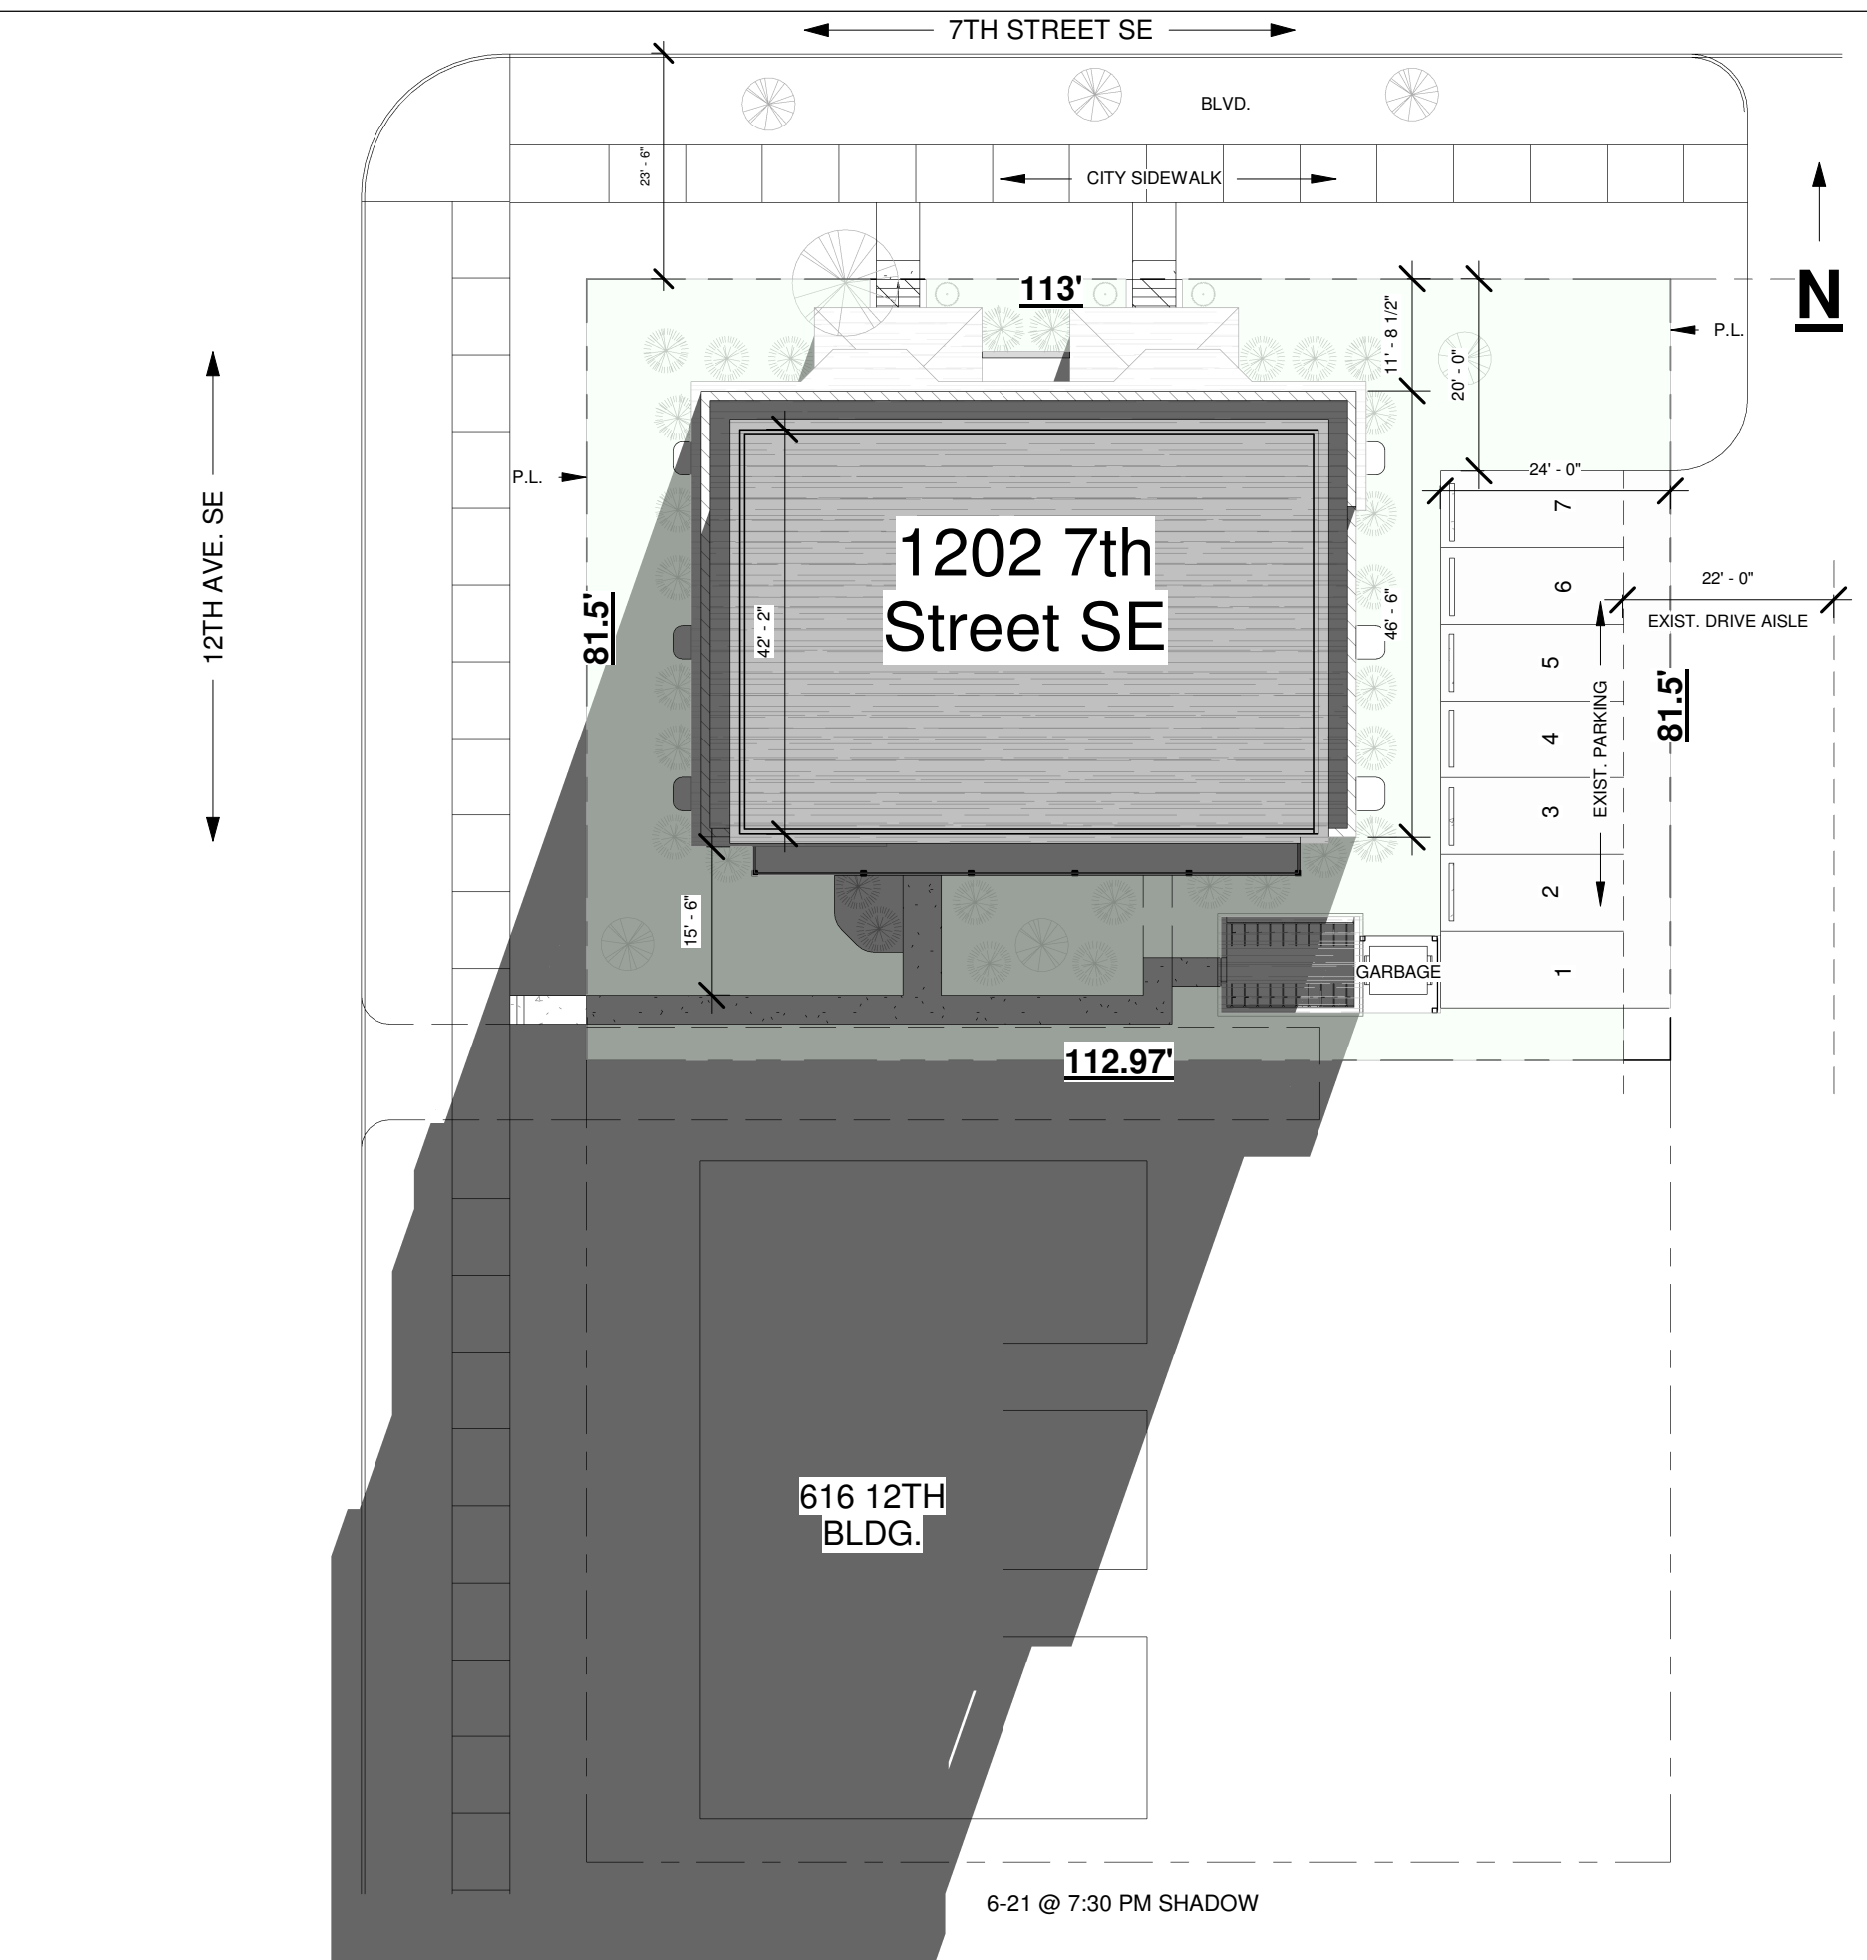 7TH STREET SE
BLVD.
23' - 6"
CITY SIDEWALK
113'
N
11' - 8 1/2"
20' - 0"
P.L.
12TH AVE. SE
P.L.
24' - 0"
7
1202 7th
Street SE
22' - 0"
EXIST. DRIVE AISLE
6
81.5'
42' - 2"
46' - 6"
5
81.5'
4
EXIST. PARKING
3
2
15' - 6"
GARBAGE
1
112.97'
616 12TH
BLDG.
6-21 @ 7:30 PM SHADOW